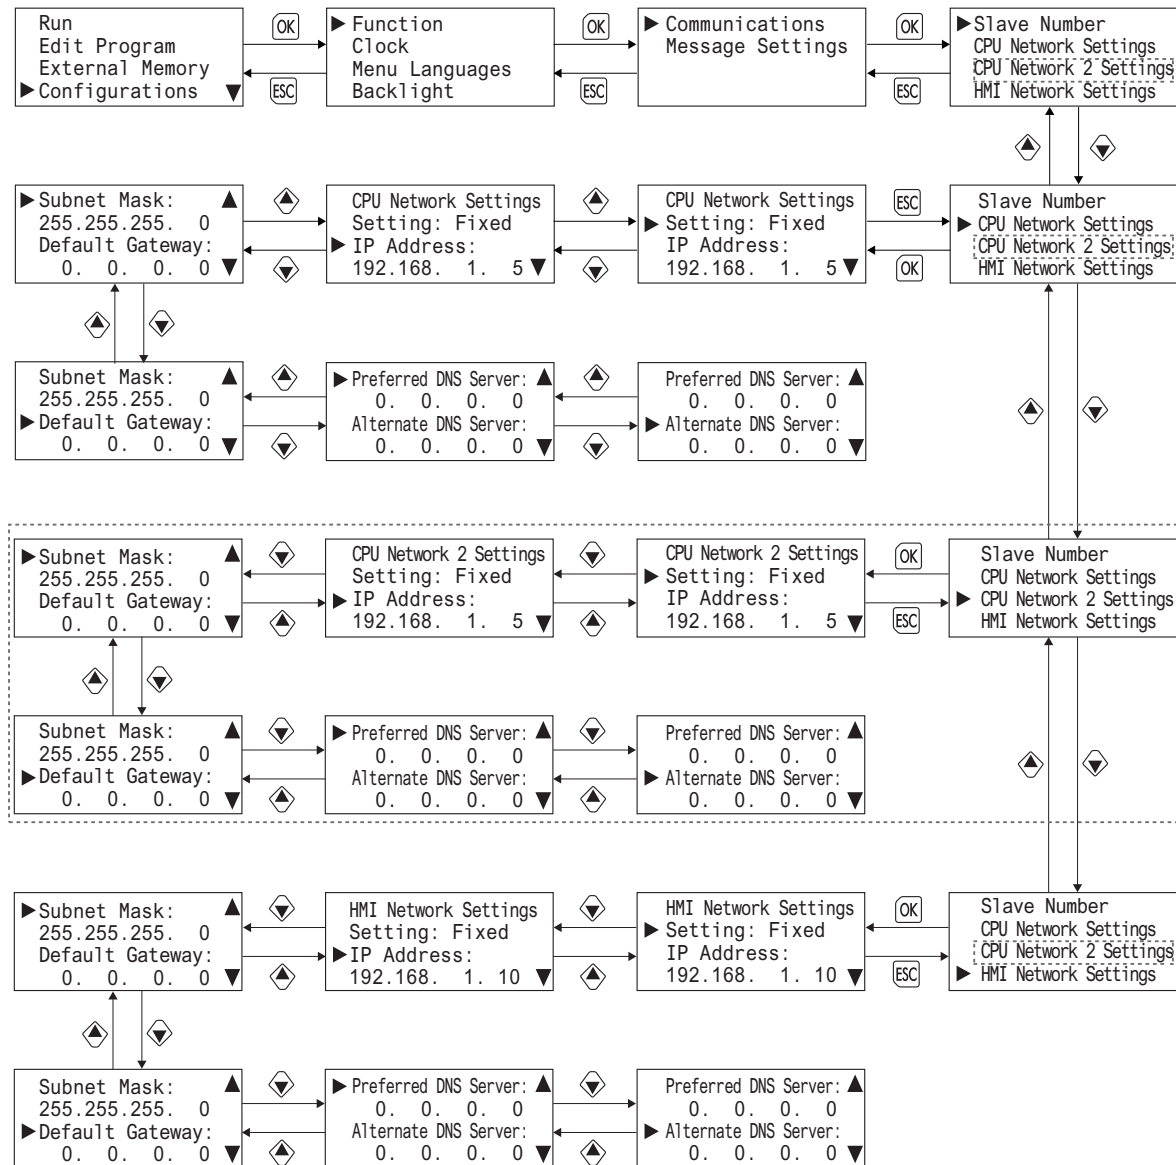 Run
Edit Program
External Memory
Configurations
OK
ESC
Function
Clock
Menu Languages
Backlight
OK
ESC
Communications
Message Settings
OK
ESC
Slave Number
CPU Network Settings
CPU Network 2 Settings
HMI Network Settings
Subnet Mask:
255.255.255. 0
Default Gateway:
0. 0. 0. 0
CPU Network Settings
Setting: Fixed
IP Address:
192.168. 1. 5
CPU Network Settings
Setting: Fixed
IP Address:
192.168. 1. 5
ESC
OK
Slave Number
CPU Network Settings
CPU Network 2 Settings
HMI Network Settings
Subnet Mask:
255.255.255. 0
Default Gateway:
0. 0. 0. 0
Preferred DNS Server:
0. 0. 0. 0
Alternate DNS Server:
0. 0. 0. 0
Preferred DNS Server:
0. 0. 0. 0
Alternate DNS Server:
0. 0. 0. 0
Subnet Mask:
255.255.255. 0
Default Gateway:
0. 0. 0. 0
CPU Network 2 Settings
Setting: Fixed
IP Address:
192.168. 1. 5
CPU Network 2 Settings
Setting: Fixed
IP Address:
192.168. 1. 5
OK
ESC
Slave Number
CPU Network Settings
CPU Network 2 Settings
HMI Network Settings
Subnet Mask:
255.255.255. 0
Default Gateway:
0. 0. 0. 0
Preferred DNS Server:
0. 0. 0. 0
Alternate DNS Server:
0. 0. 0. 0
Preferred DNS Server:
0. 0. 0. 0
Alternate DNS Server:
0. 0. 0. 0
Subnet Mask:
255.255.255. 0
Default Gateway:
0. 0. 0. 0
HMI Network Settings
Setting: Fixed
IP Address:
192.168. 1. 10
HMI Network Settings
Setting: Fixed
IP Address:
192.168. 1. 10
OK
ESC
Slave Number
CPU Network Settings
CPU Network 2 Settings
HMI Network Settings
Subnet Mask:
255.255.255. 0
Default Gateway:
0. 0. 0. 0
Preferred DNS Server:
0. 0. 0. 0
Alternate DNS Server:
0. 0. 0. 0
Preferred DNS Server:
0. 0. 0. 0
Alternate DNS Server:
0. 0. 0. 0